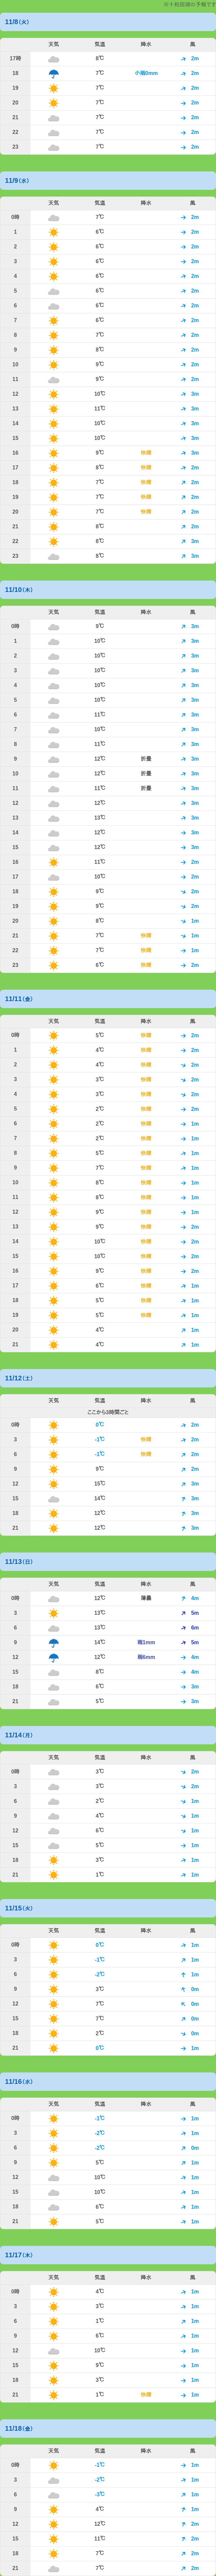 ※十和田湖の予報です
11/8(火)
天気 気温 降水 風
17時 8℃ 2m
18 7℃ 小雨0mm 2m
19 7℃ 2m
20 7℃ 2m
21 7℃ 2m
22 7℃ 2m
23 7℃ 2m
11/9(水)
天気 気温 降水 風
0時 7℃ 2m
1 6℃ 2m
2 6℃ 2m
3 6℃ 2m
4 6℃ 2m
5 6℃ 2m
6 6℃ 2m
7 6℃ 2m
8 7℃ 2m
9 8℃ 2m
10 9℃ 2m
11 9℃ 2m
12 10℃ 3m
13 11℃ 3m
14 10℃ 3m
15 10℃ 3m
16 9℃ 快晴 3m
17 8℃ 快晴 2m
18 7℃ 快晴 2m
19 7℃ 快晴 2m
20 7℃ 快晴 2m
21 8℃ 2m
22 8℃ 3m
23 8℃ 3m
11/10(木)
天気 気温 降水 風
0時 9℃ 3m
1 10℃ 3m
2 10℃ 3m
3 10℃ 3m
4 10℃ 3m
5 10℃ 3m
6 11℃ 3m
7 10℃ 3m
8 11℃ 3m
9 12℃ 3m
10 12℃ 3m
11 11℃ 3m
12 12℃ 3m
13 13℃ 3m
14 12℃ 3m
15 12℃ 3m
16 11℃ 2m
17 10℃ 2m
18 9℃ 2m
19 9℃ 2m
20 8℃ 1m
21 7℃ 快晴 1m
22 7℃ 快晴 1m
23 6℃ 快晴 2m
11/11(金)
天気 気温 降水 風
0時 5℃ 快晴 2m
1 4℃ 快晴 2m
2 4℃ 快晴 2m
3 3℃ 快晴 2m
4 3℃ 快晴 2m
5 2℃ 快晴 2m
6 2℃ 快晴 1m
7 2℃ 快晴 1m
8 5℃ 快晴 1m
9 7℃ 快晴 1m
10 8℃ 快晴 1m
11 8℃ 快晴 1m
12 9℃ 快晴 1m
13 9℃ 快晴 2m
14 10℃ 快晴 2m
15 10℃ 快晴 2m
16 9℃ 快晴 2m
17 6℃ 快晴 1m
18 5℃ 快晴 1m
19 5℃ 快晴 1m
20 4℃ 1m
21 4℃ 1m
11/12(土)
天気 気温 降水 風
ここから3時間ごと
0時 0℃ 2m
3 -1℃ 快晴 2m
6 -1℃ 快晴 2m
9 9℃ 2m
12 15℃ 3m
15 14℃ 3m
18 12℃ 3m
21 12℃ 3m
11/13(日)
天気 気温 降水 風
0時 12℃ 薄曇 4m
3 13℃ 5m
6 13℃ 6m
9 14℃ 雨1mm 5m
12 12℃ 雨6mm 4m
15 8℃ 4m
18 6℃ 3m
21 5℃ 3m
11/14(月)
天気 気温 降水 風
0時 3℃ 2m
3 3℃ 2m
6 2℃ 1m
9 4℃ 1m
12 6℃ 1m
15 5℃ 1m
18 3℃ 1m
21 1℃ 1m
11/15(火)
天気 気温 降水 風
0時 0℃ 1m
3 -1℃ 1m
6 -2℃ 1m
9 3℃ 0m
12 7℃ 0m
15 7℃ 0m
18 2℃ 0m
21 0℃ 1m
11/16(水)
天気 気温 降水 風
0時 -1℃ 1m
3 -2℃ 1m
6 -2℃ 0m
9 5℃ 1m
12 10℃ 1m
15 10℃ 1m
18 6℃ 1m
21 5℃ 1m
11/17(木)
天気 気温 降水 風
0時 4℃ 1m
3 3℃ 1m
6 1℃ 1m
9 6℃ 1m
12 10℃ 1m
15 9℃ 1m
18 3℃ 1m
21 1℃ 快晴 1m
11/18(金)
天気 気温 降水 風
0時 -1℃ 1m
3 -2℃ 1m
6 -3℃ 1m
9 4℃ 1m
12 12℃ 2m
15 11℃ 2m
18 7℃ 2m
21 7℃ 2m